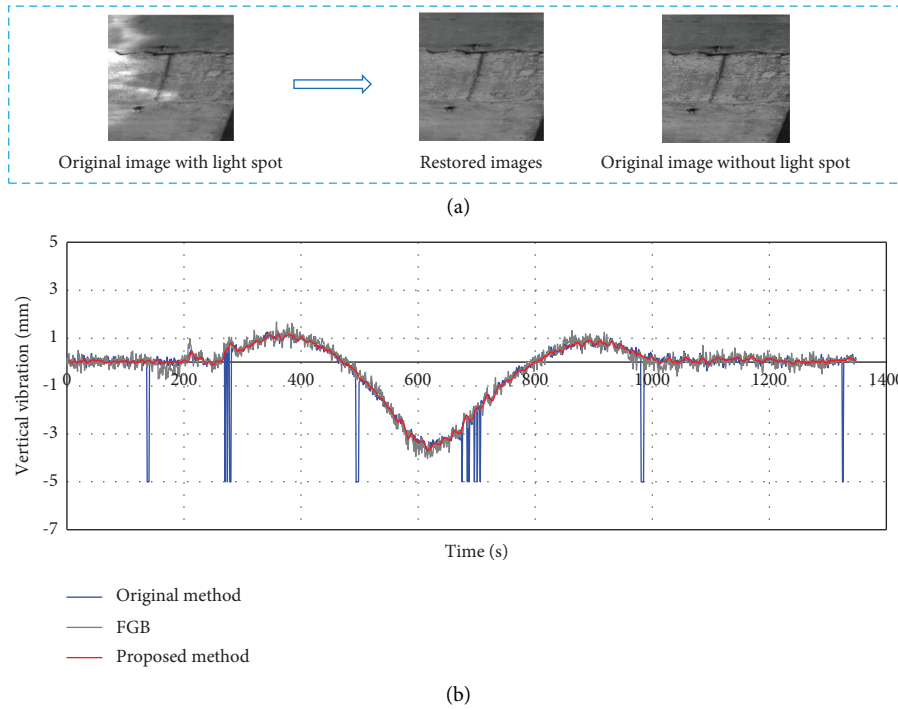 Original image with light spot
Restored images
Original image without light spot
(a)
5
3
1
-1
-3
-5
-7
Vertical vibration (mm)
0 200 400 600 800 1000 1200 1400
Time (s)
Original method
FGB
Proposed method
(b)